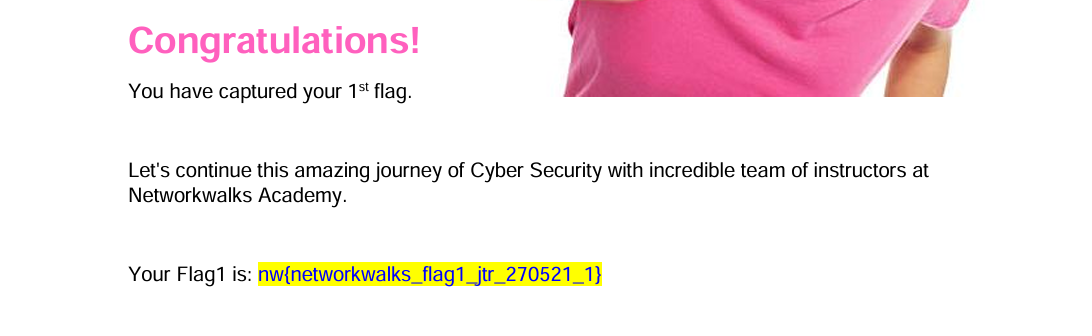 Congratulations!
You have captured your 1st flag.
Let's continue this amazing journey of Cyber Security with incredible team of instructors at
Networkwalks Academy.
Your Flag1 is: nw{networkwalks_flag1_jtr_270521_1}